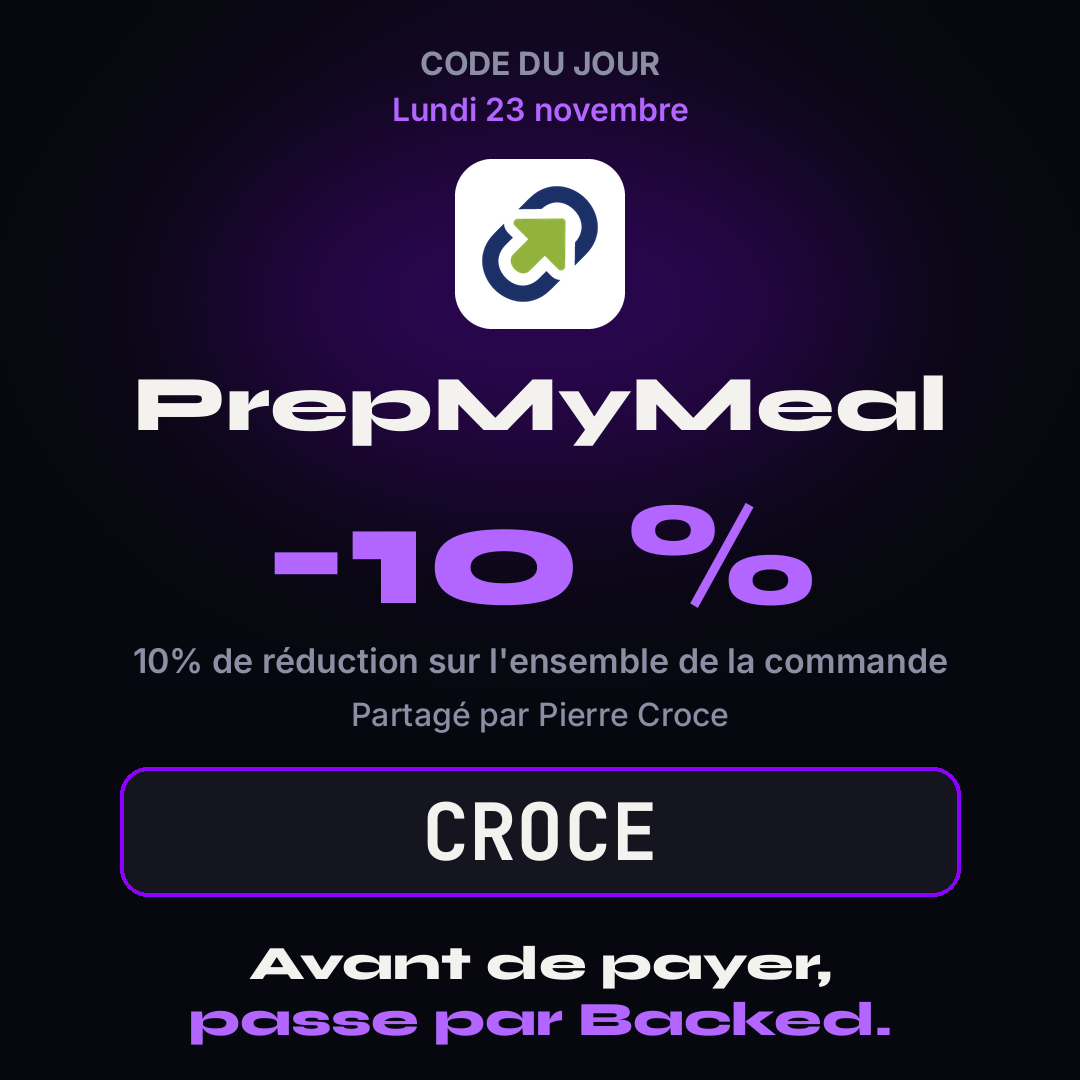 CODE DU JOUR
Lundi 23 novembre
PrepMyMeal
-10 %
10% de réduction sur l'ensemble de la commande
Partagé par Pierre Croce
CROCE
Avant de payer,
passe par Backed.